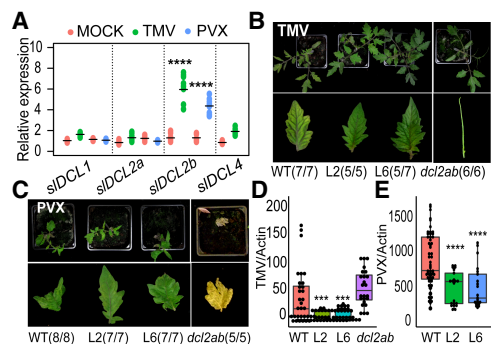 A
MOCK TMV PVX
Relative expression
10
8
6
4
2
0
****
****
slDCL1 slDCL2a slDCL2b slDCL4
B
TMV
WT(7/7) L2(5/5) L6(5/7) dcl2ab(6/6)
C
PVX
WT(8/8) L2(7/7) L6(7/7) dcl2ab(5/5)
D
TMV/Actin
200
150
100
50
0
*** ***
WT L2 L6 dcl2ab
E
PVX/Actin
1500
1000
500
0
**** ****
WT L2 L6